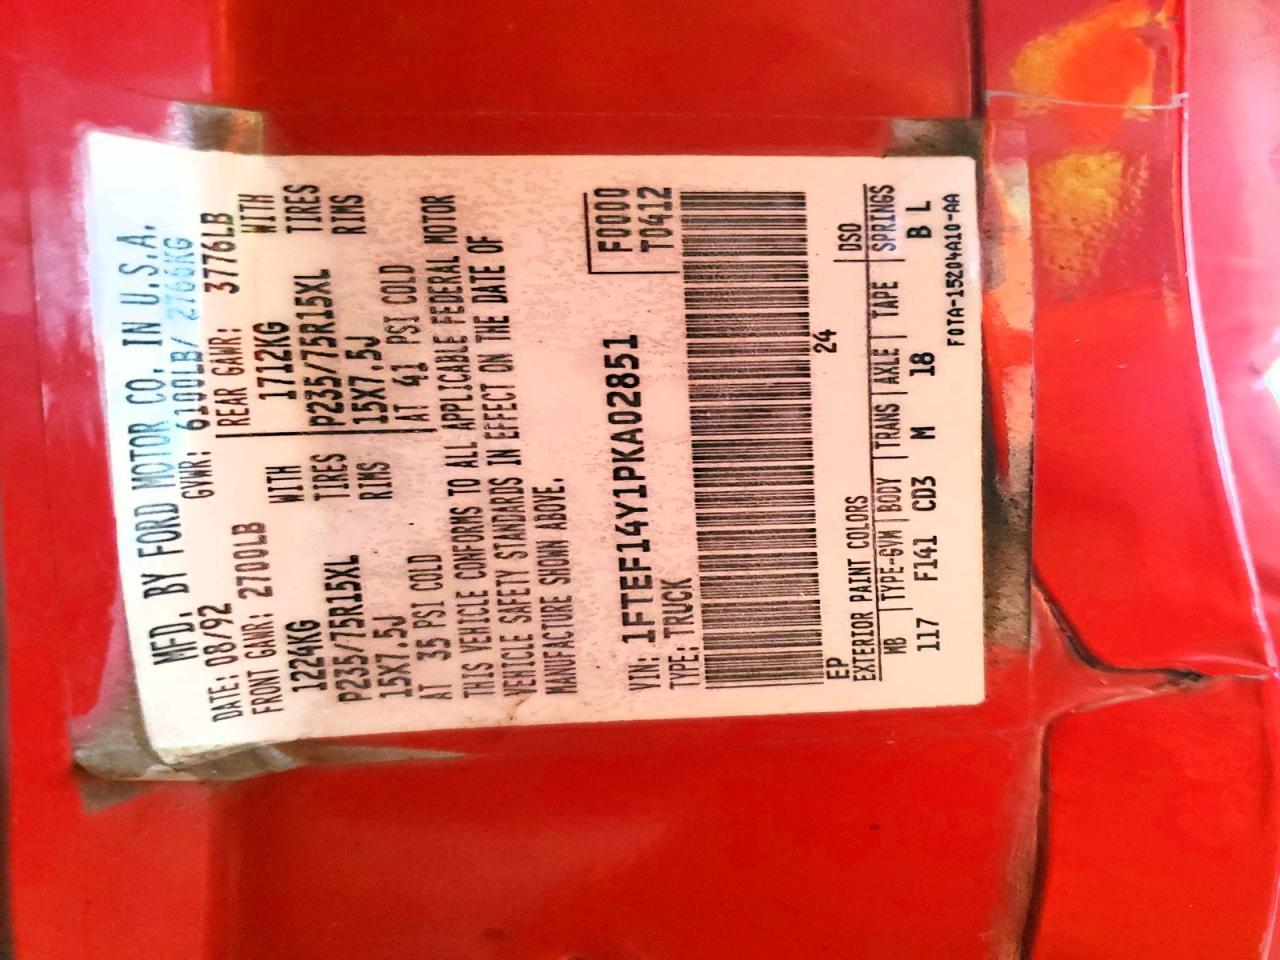 MFD. BY FORD MOTOR CO. IN U.S.A.
DATE: 08/92 GVWR: 6100LB/ 2766KG
FRONT GAWR: 2700LB REAR GAWR: 3776LB
1224KG WITH 1712KG WITH
P235/75R15XL TIRES P235/75R15XL TIRES
15X7.5J RIMS 15X7.5J RIMS
AT 35 PSI COLD AT 41 PSI COLD
THIS VEHICLE CONFORMS TO ALL APPLICABLE FEDERAL MOTOR
VEHICLE SAFETY STANDARDS IN EFFECT ON THE DATE OF
MANUFACTURE SHOWN ABOVE.
F0000
VIN: 1FTEF14Y1PKA02851 T0412
TYPE: TRUCK
EP 24
EXTERIOR PAINT COLORS DSO
MB TYPE-GVM BODY TRANS AXLE TAPE SPRINGS
117 F141 CD3 M 18 B L
F0TA-15204A10-AA